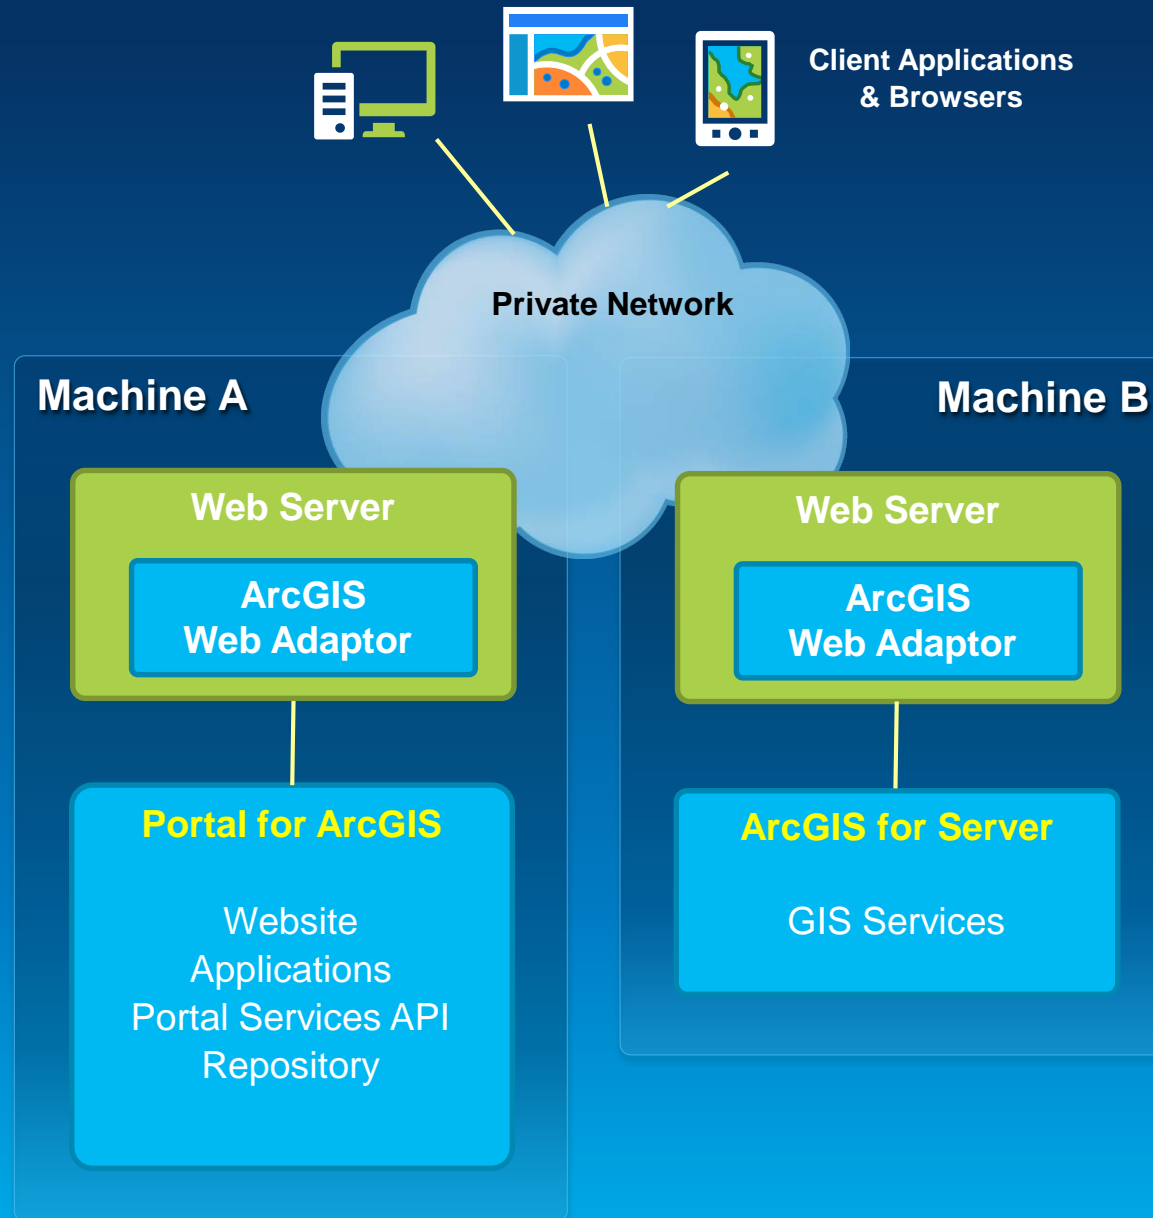 Client Applications
& Browsers
Private Network
Machine A
Web Server
ArcGIS
Web Adaptor
Portal for ArcGIS
Website
Applications
Portal Services API
Repository
Machine B
Web Server
ArcGIS
Web Adaptor
ArcGIS for Server
GIS Services